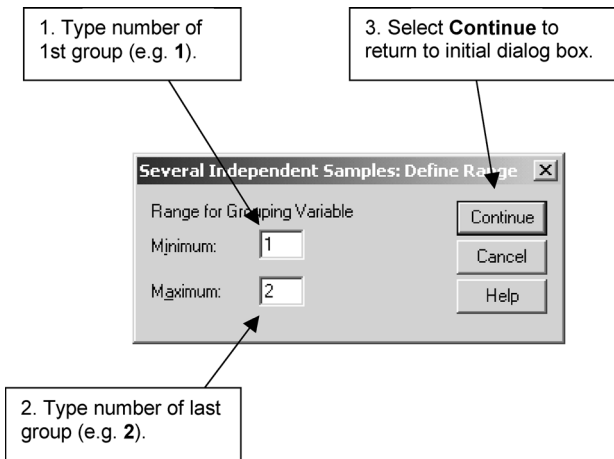 1. Type number of
1st group (e.g. 1).
3. Select Continue to
return to initial dialog box.
Several Independent Samples: Define Range
Range for Grouping Variable
Minimum: 1
Maximum: 2
Continue
Cancel
Help
2. Type number of last
group (e.g. 2).